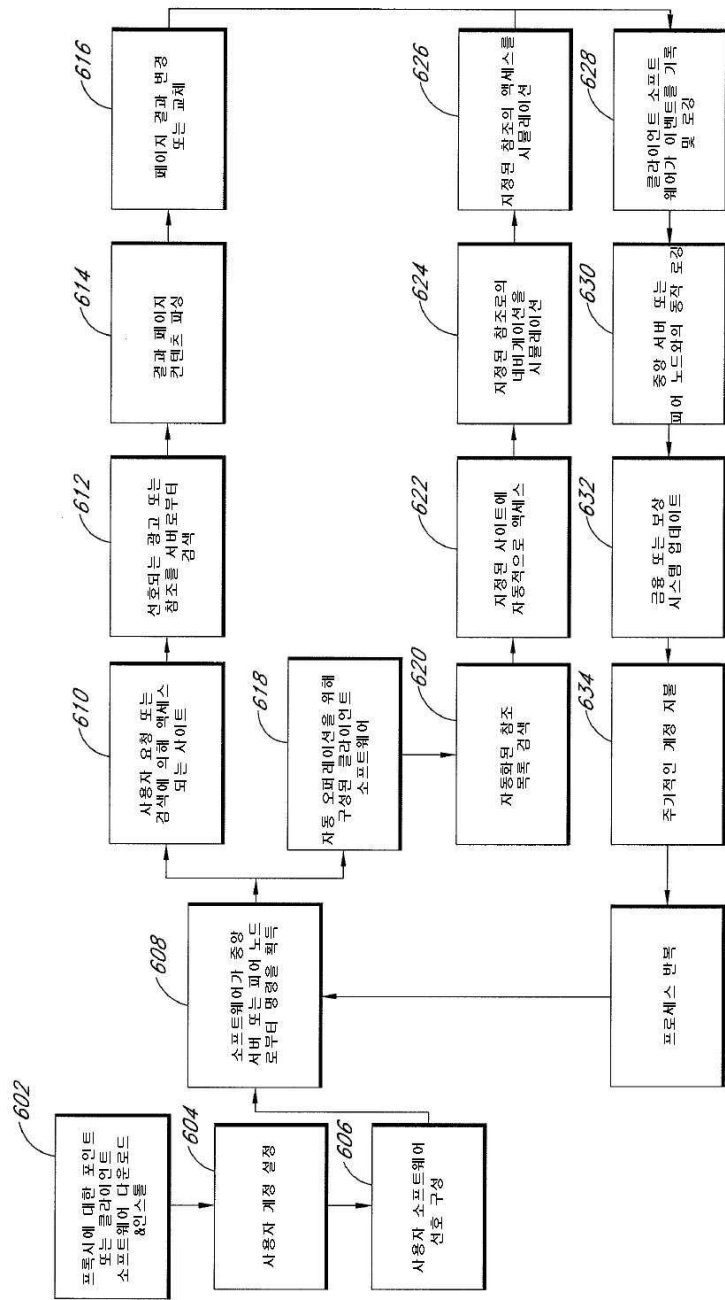 602
프록시에 대한 포인트
또는 클라이언트
소프트웨어 다운로드
&인스톨
604
사용자 계정 설정
606
사용자 소프트웨어
선호 구성
608
소프트웨어가 중앙
서버 또는 피어 노드
로부터 명령을 획득
610
사용자 요청 또는
검색에 의해 액세스
되는 사이트
612
선호되는 광고 또는
참조를 서버로부터
검색
614
결과 페이지
컨텐츠 파싱
616
페이지 결과 변경
또는 교체
618
자동 오퍼레이션을 위해
구성된 클라이언트
소프트웨어
620
자동화된 참조
목록 검색
622
지정된 사이트에
자동적으로 액세스
624
지정된 참조로의
네비게이션을
시뮬레이션
626
지정된 참조의 액세스를
시뮬레이션
628
클라이언트 소프트
웨어가 이벤트를 기록
및 로깅
630
중앙 서버 또는
피어 노드와의 동작 로깅
632
금융 또는 보상
시스템 업데이트
634
주기적인 계정 지불
프로세스 반복